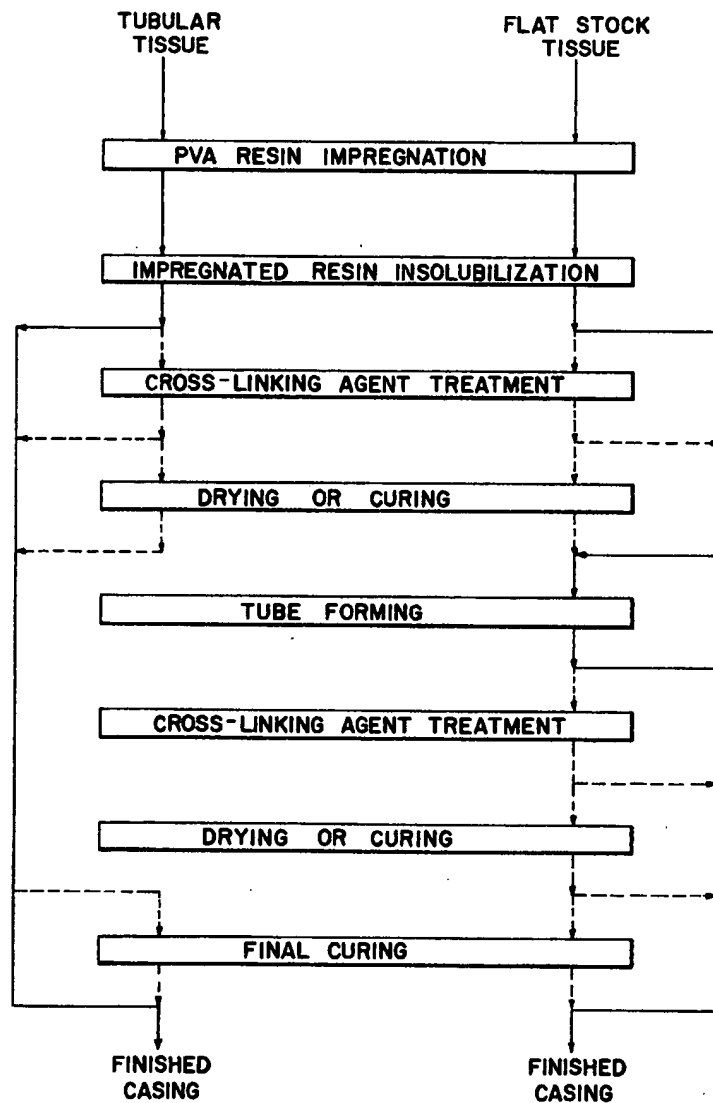 TUBULAR
TISSUE
FLAT STOCK
TISSUE
PVA RESIN IMPREGNATION
IMPREGNATED RESIN INSOLUBILIZATION
CROSS-LINKING AGENT TREATMENT
DRYING OR CURING
TUBE FORMING
CROSS-LINKING AGENT TREATMENT
DRYING OR CURING
FINAL CURING
FINISHED
CASING
FINISHED
CASING